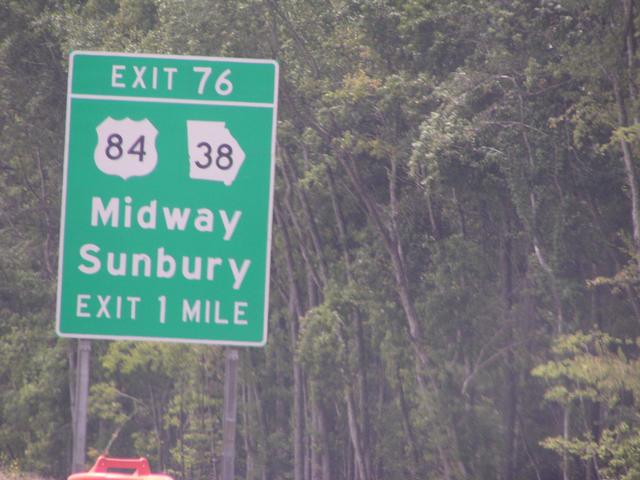 EXIT 76
84 38
Midway
Sunbury
EXIT 1 MILE